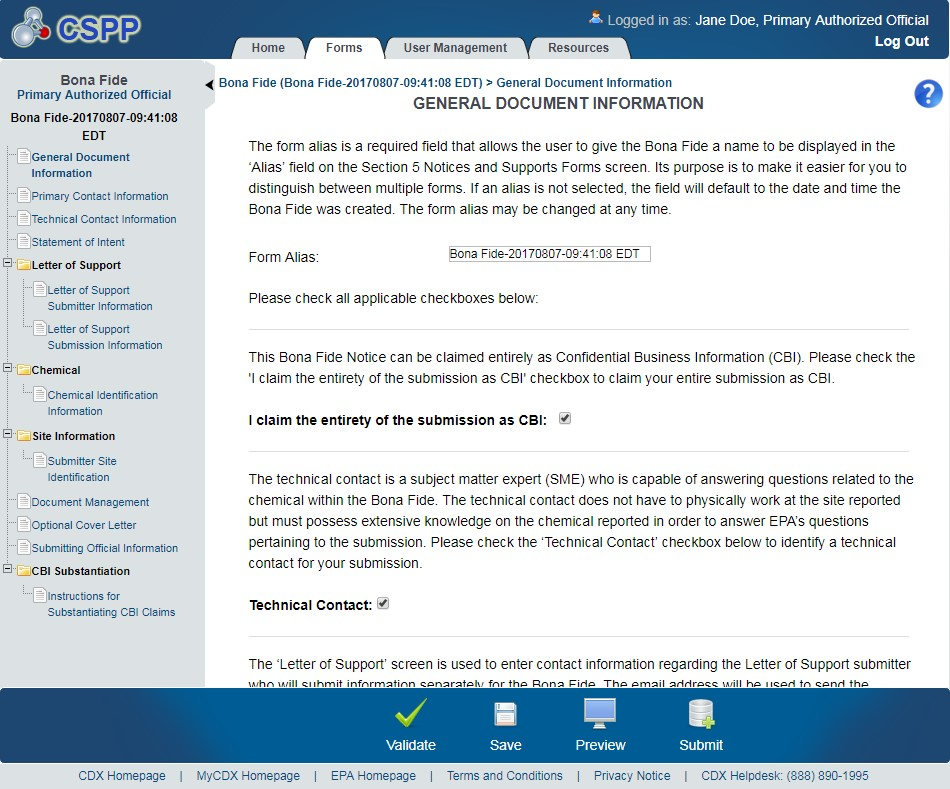 CSPP
Logged in as: Jane Doe, Primary Authorized Official
Log Out
Home
Forms
User Management
Resources
Bona Fide
Primary Authorized Official
Bona Fide-20170807-09:41:08
EDT
General Document
Information
Primary Contact Information
Technical Contact Information
Statement of Intent
Letter of Support
Letter of Support
Submitter Information
Letter of Support
Submission Information
Chemical
Chemical Identification
Information
Site Information
Submitter Site
Identification
Document Management
Optional Cover Letter
Submitting Official Information
CBI Substantiation
Instructions for
Substantiating CBI Claims
Bona Fide (Bona Fide-20170807-09:41:08 EDT) > General Document Information
GENERAL DOCUMENT INFORMATION
?
The form alias is a required field that allows the user to give the Bona Fide a name to be displayed in the
‘Alias’ field on the Section 5 Notices and Supports Forms screen. Its purpose is to make it easier for you to
distinguish between multiple forms. If an alias is not selected, the field will default to the date and time the
Bona Fide was created. The form alias may be changed at any time.
Form Alias:
Bona Fide-20170807-09:41:08 EDT
Please check all applicable checkboxes below:
This Bona Fide Notice can be claimed entirely as Confidential Business Information (CBI). Please check the
'I claim the entirety of the submission as CBI' checkbox to claim your entire submission as CBI.
I claim the entirety of the submission as CBI:
The technical contact is a subject matter expert (SME) who is capable of answering questions related to the
chemical within the Bona Fide. The technical contact does not have to physically work at the site reported
but must possess extensive knowledge on the chemical reported in order to answer EPA's questions
pertaining to the submission. Please check the ‘Technical Contact’ checkbox below to identify a technical
contact for your submission.
Technical Contact:
The ‘Letter of Support’ screen is used to enter contact information regarding the Letter of Support submitter
who will submit information separately for the Bona Fide. The email address will be used to send the
Validate
Save
Preview
Submit
CDX Homepage | MyCDX Homepage | EPA Homepage | Terms and Conditions | Privacy Notice | CDX Helpdesk: (888) 890-1995